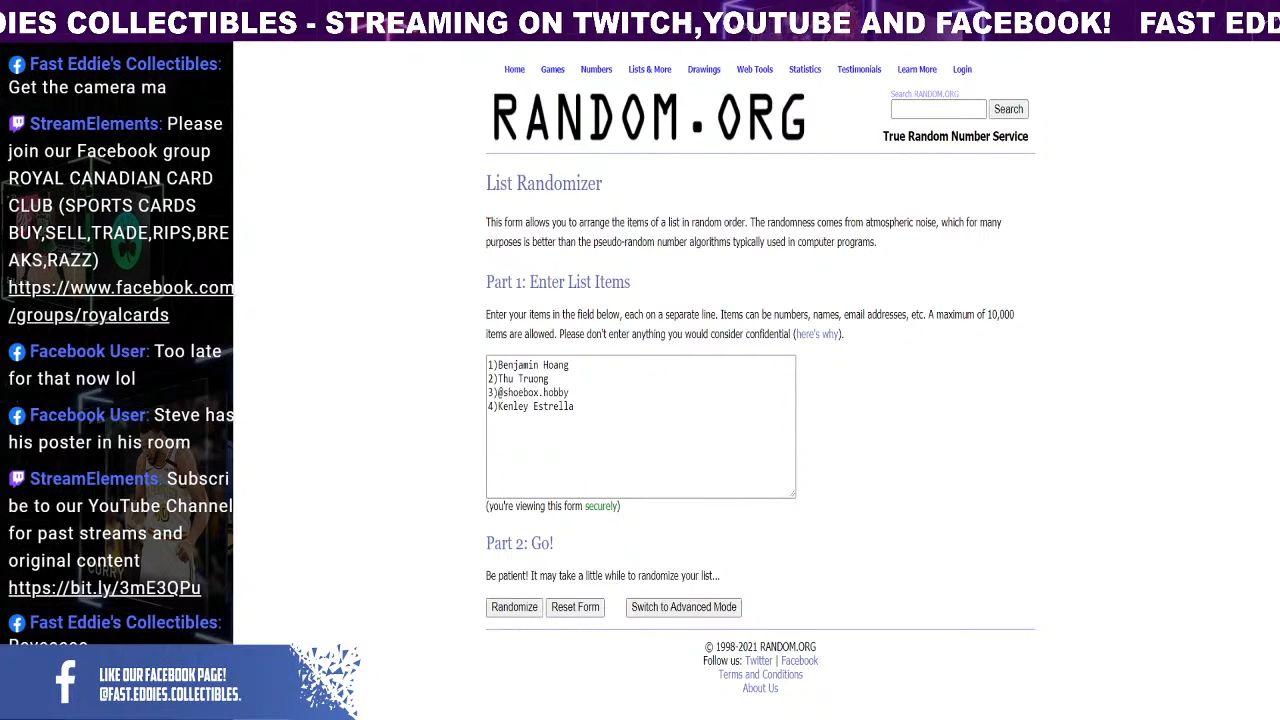 DIES COLLECTIBLES - STREAMING ON TWITCH,YOUTUBE AND FACEBOOK! FAST EDD
Fast Eddie's Collectibles:
Get the camera ma
StreamElements: Please
join our Facebook group
ROYAL CANADIAN CARD
CLUB (SPORTS CARDS
BUY,SELL,TRADE,RIPS,BRE
AKS,RAZZ)
https://www.facebook.com
/groups/royalcards
Facebook User: Too late
for that now lol
Facebook User: Steve has
his poster in his room
StreamElements: Subscri
be to our YouTube Channel
for past streams and
original content
https://bit.ly/3mE3QPu
Fast Eddie's Collectibles:
CURRY
LIKE OUR FACEBOOK PAGE!
@FAST.EDDIES.COLLECTIBLES.
Home Games Numbers Lists & More Drawings Web Tools Statistics Testimonials Learn More Login
RANDOM.ORG
Search RANDOM.ORG
Search
True Random Number Service
List Randomizer
This form allows you to arrange the items of a list in random order. The randomness comes from atmospheric noise, which for many
purposes is better than the pseudo-random number algorithms typically used in computer programs.
Part 1: Enter List Items
Enter your items in the field below, each on a separate line. Items can be numbers, names, email addresses, etc. A maximum of 10,000
items are allowed. Please don't enter anything you would consider confidential (here's why).
1)Benjamin Hoang
2)Thu Truong
3)@shoebox.hobby
4)Kenley Estrella
(you're viewing this form securely)
Part 2: Go!
Be patient! It may take a little while to randomize your list...
Randomize Reset Form Switch to Advanced Mode
© 1998-2021 RANDOM.ORG
Follow us: Twitter | Facebook
Terms and Conditions
About Us